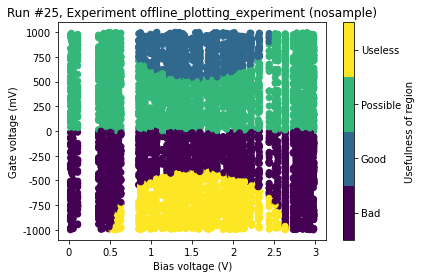 Run #25, Experiment offline_plotting_experiment (nosample)
1000
750
500
250
0
-250
-500
-750
-1000
Gate voltage (mV)
0
0.5
1
1.5
2
2.5
3
Bias voltage (V)
Useless
Possible
Good
Bad
Usefulness of region